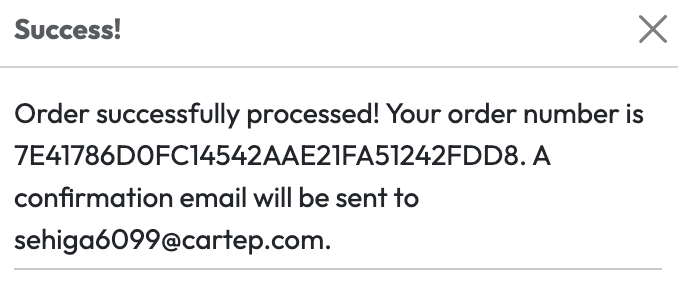 Success!
Order successfully processed! Your order number is
7E41786D0FC14542AAE21FA51242FDD8. A
confirmation email will be sent to
sehiga6099@cartep.com.